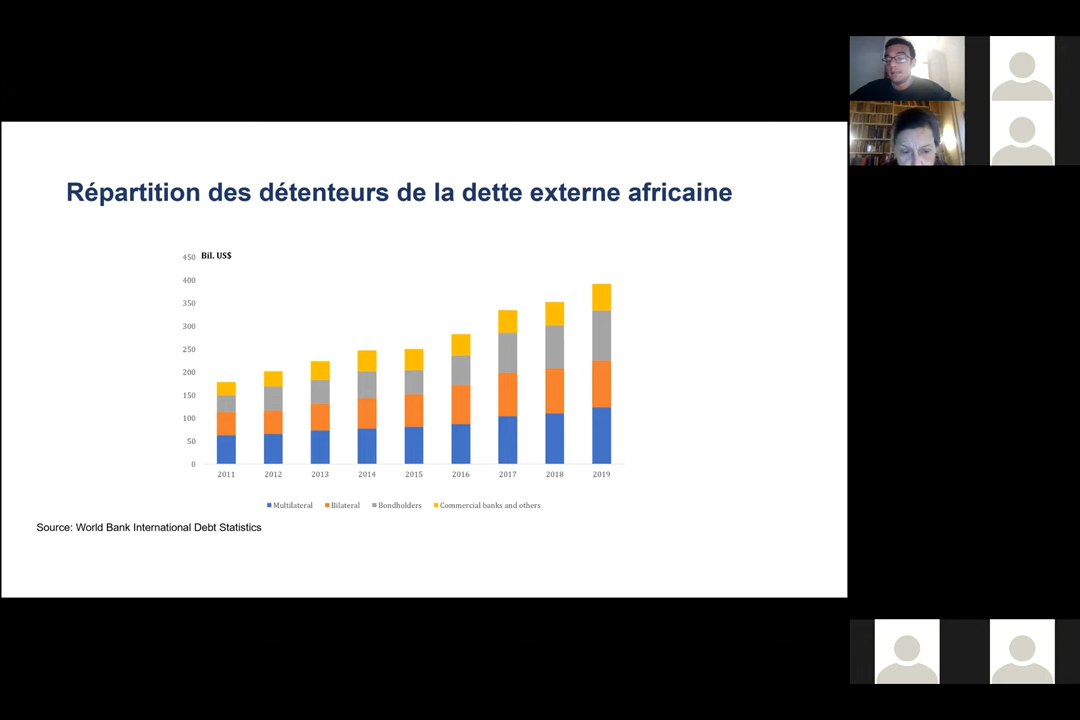 Répartition des détenteurs de la dette externe africaine
Bil. US$
450
400
350
300
250
200
150
100
50
0
2011 2012 2013 2014 2015 2016 2017 2018 2019
Multilateral Bilateral Bondholders Commercial banks and others
Source: World Bank International Debt Statistics